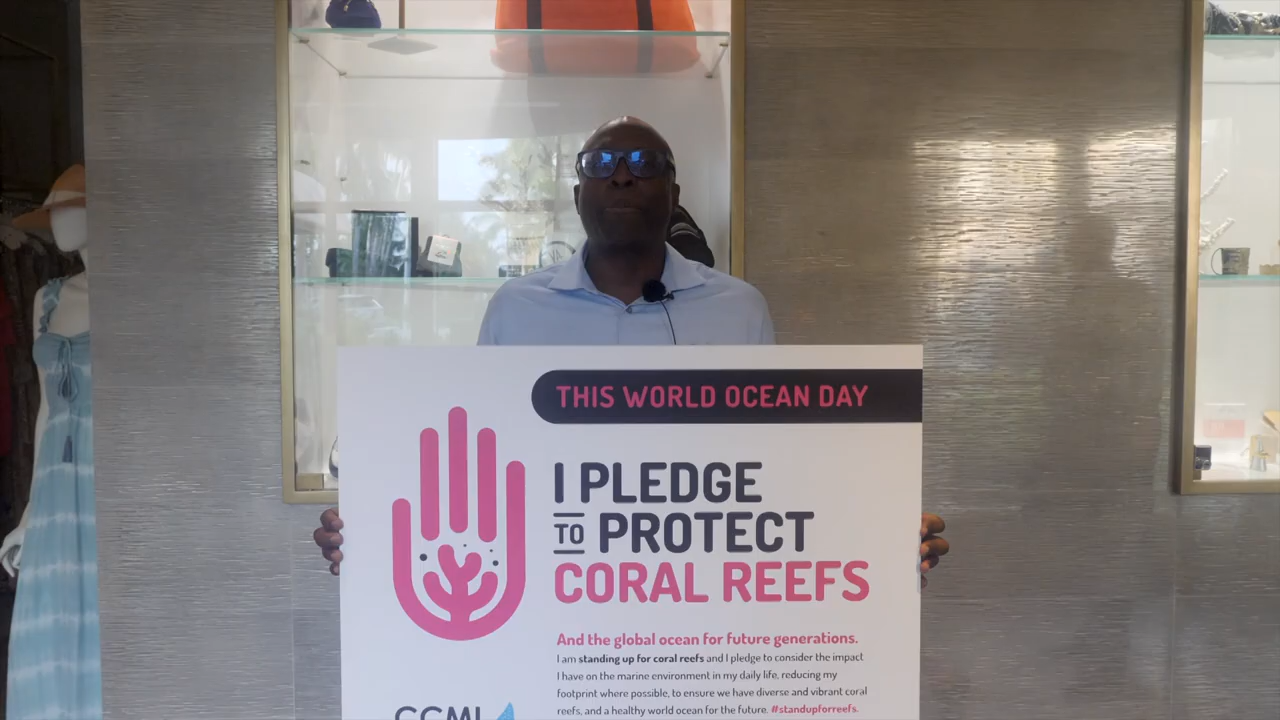 THIS WORLD OCEAN DAY
I PLEDGE
TO PROTECT
CORAL REEFS
And the global ocean for future generations.
I am standing up for coral reefs and I pledge to consider the impact
I have on the marine environment in my daily life, reducing my
footprint where possible, to ensure we have diverse and vibrant coral
reefs, and a healthy world ocean for the future. #standupforreefs.
CCMI